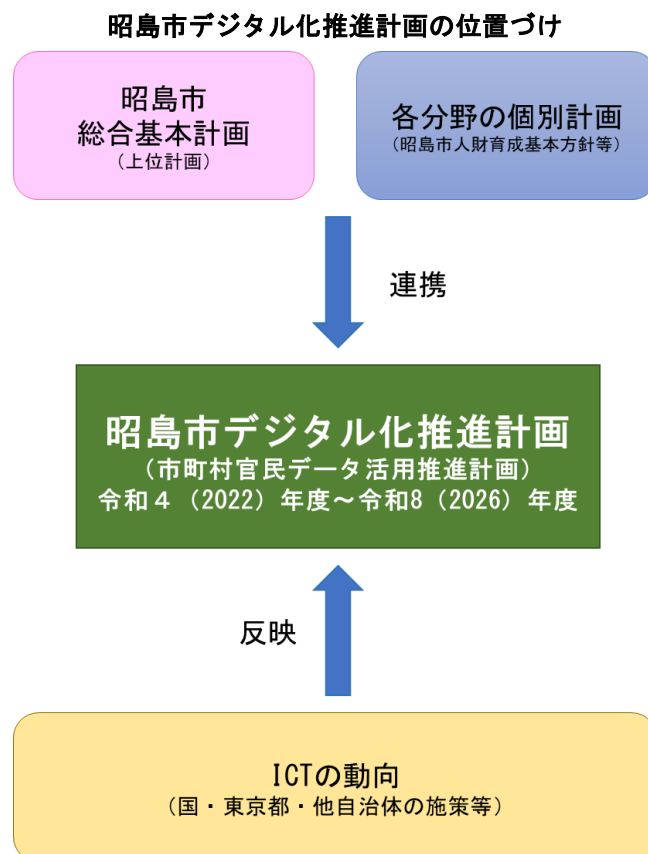 昭島市デジタル化推進計画の位置づけ
昭島市
総合基本計画
（上位計画）
各分野の個別計画
（昭島市人財育成基本方針等）
連携
昭島市デジタル化推進計画
（市町村官民データ活用推進計画）
令和４（2022）年度～令和8（2026）年度
反映
ICTの動向
（国・東京都・他自治体の施策等）